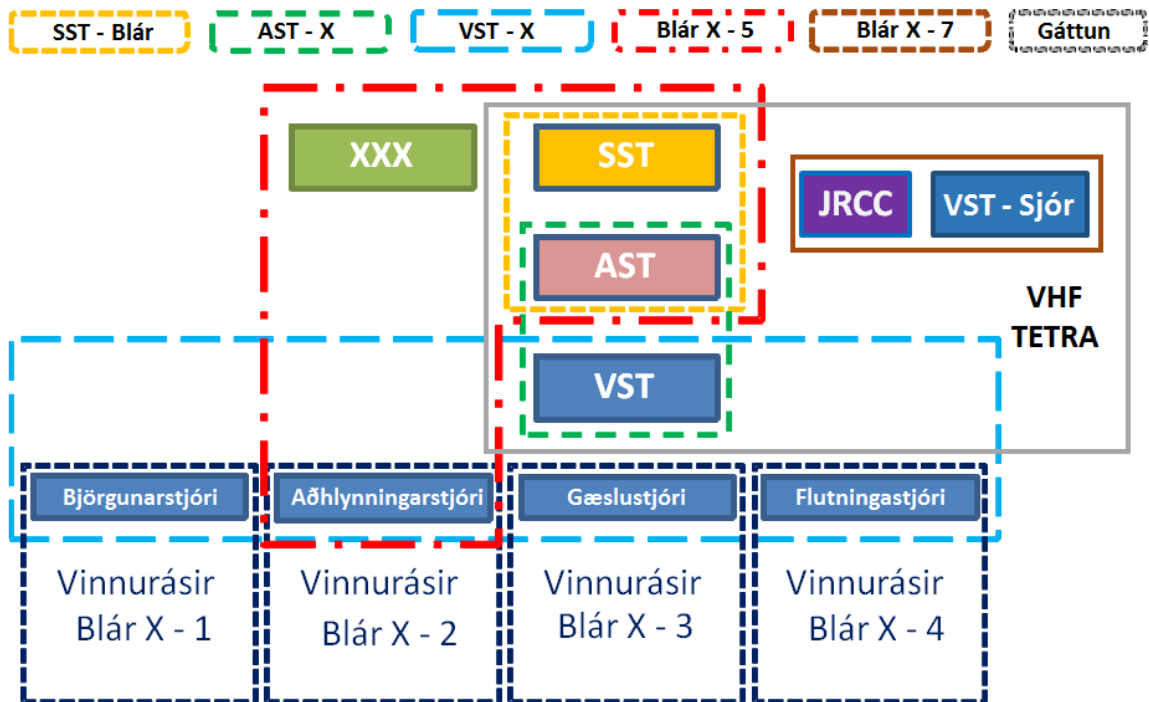 SST - Blár
AST - X
VST - X
Blár X - 5
Blár X - 7
Gáttun
XXX
SST
JRCC
VST - Sjór
AST
VHF
TETRA
VST
Björgunarstjóri
Aðhlynningarstjóri
Gæslustjóri
Flutningastjóri
Vinnurásir
Blár X - 1
Vinnurásir
Blár X - 2
Vinnurásir
Blár X - 3
Vinnurásir
Blár X - 4